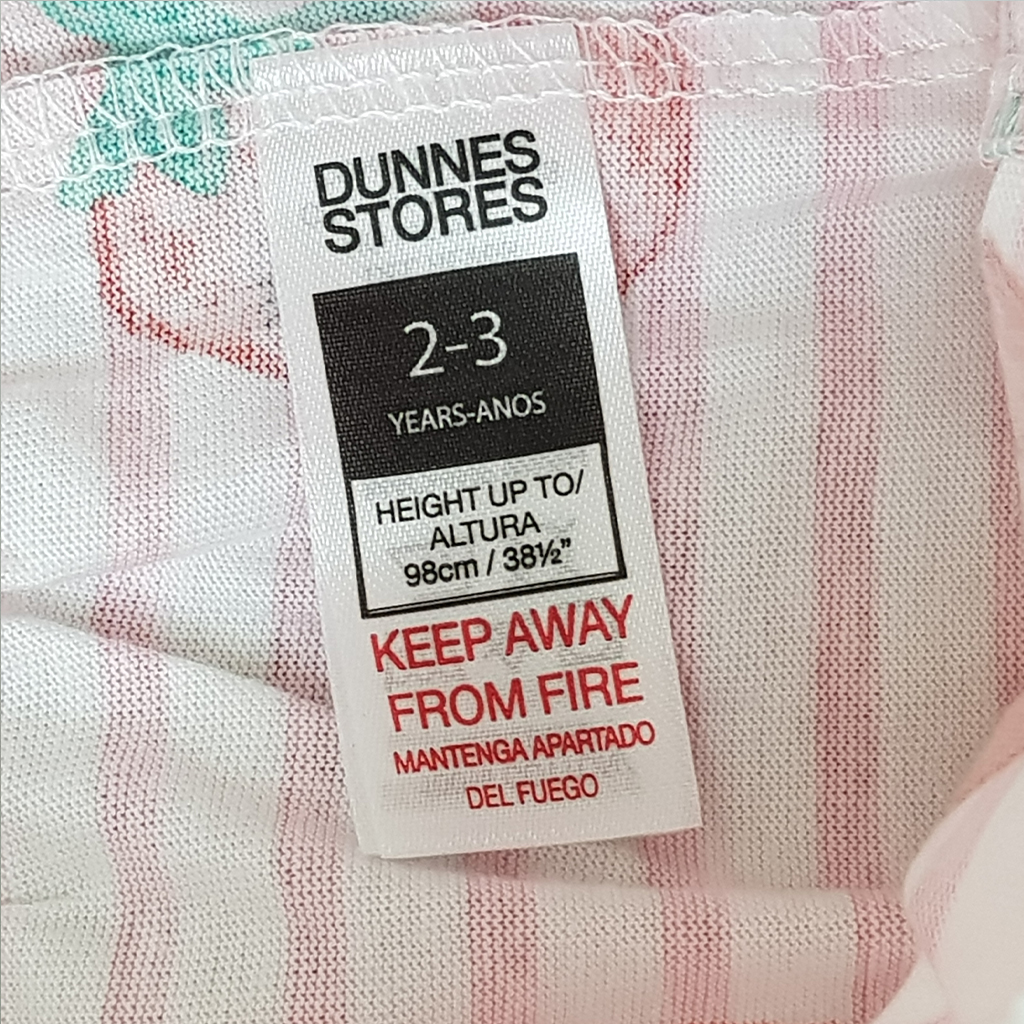 DUNNES
STORES
2-3
YEARS-ANOS
HEIGHT UP TO/
ALTURA
98cm / 38½”
KEEP AWAY
FROM FIRE
MANTENGA APARTADO
DEL FUEGO